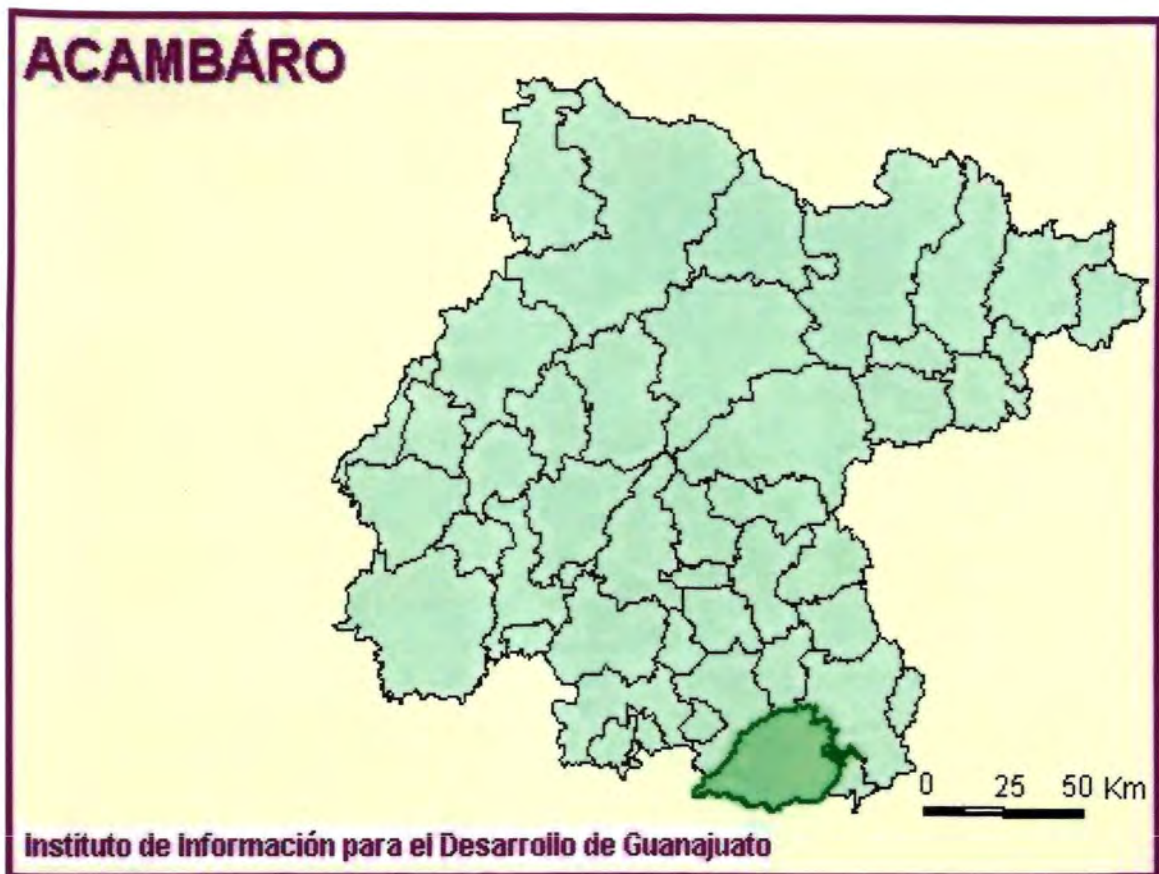 ACAMBÁRO
0 25 50 Km
Instituto de Información para el Desarrollo de Guanajuato